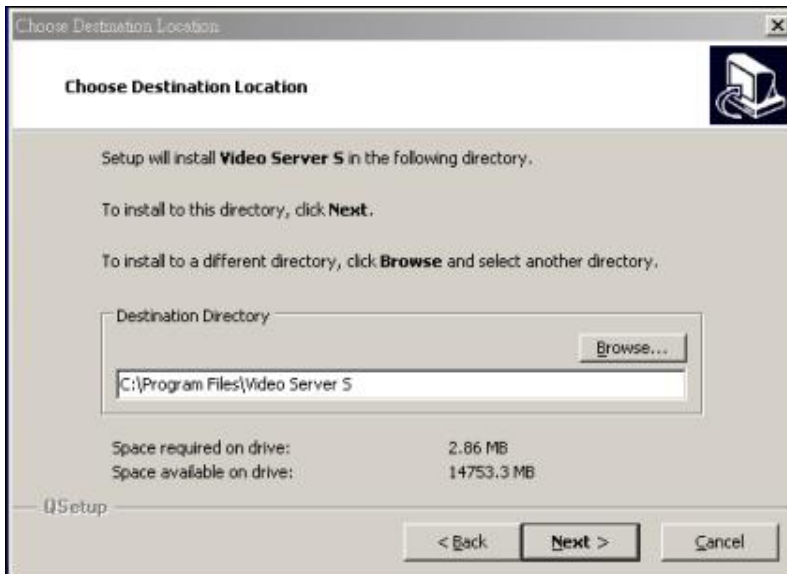 Choose Destination Location
Choose Destination Location
Setup will install Video Server S in the following directory.
To install to this directory, click Next.
To install to a different directory, click Browse and select another directory.
Destination Directory
Browse...
C:\Program Files\Video Server S
Space required on drive: 2.86 MB
Space available on drive: 14753.3 MB
QSetup
< Back Next > Cancel